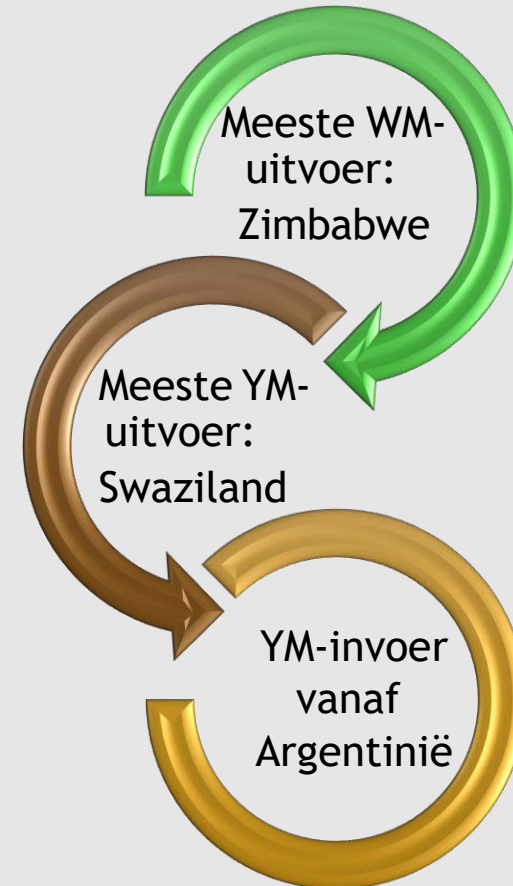 Meeste WM-
uitvoer:
Zimbabwe
Meeste YM-
uitvoer:
Swaziland
YM-invoer
vanaf
Argentinië